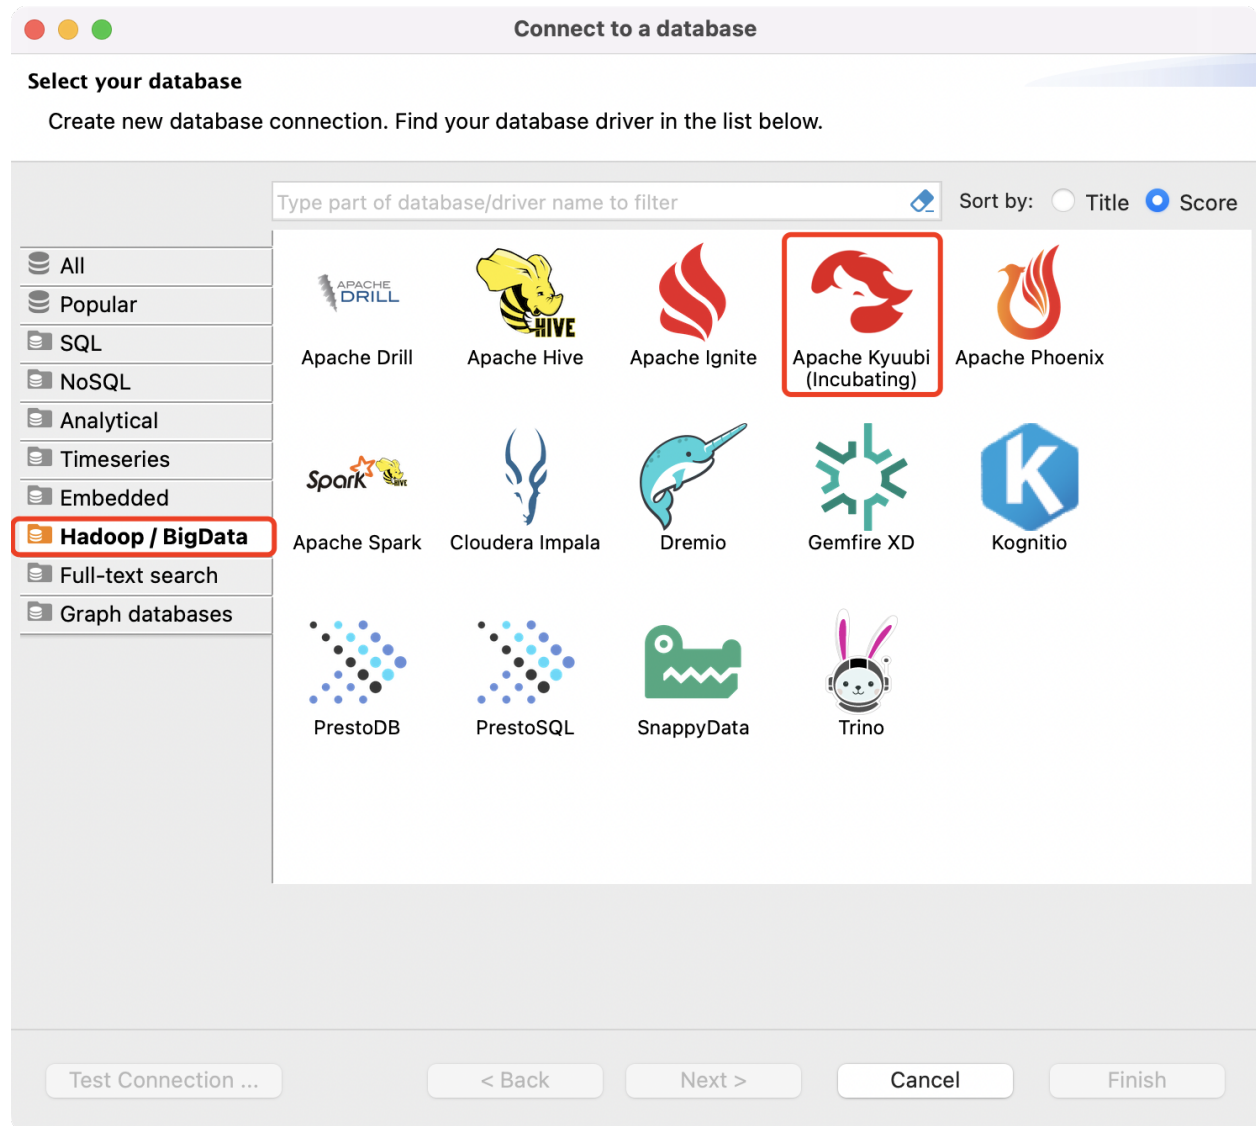 Connect to a database
Select your database
Create new database connection. Find your database driver in the list below.
Type part of database/driver name to filter
Sort by: Title Score
All
Popular
SQL
NoSQL
Analytical
Timeseries
Embedded
Hadoop / BigData
Full-text search
Graph databases
APACHE
DRILL
HIVE
Apache Drill
Apache Hive
Apache Ignite
Apache Kyuubi
(Incubating)
Apache Phoenix
Spark
HIVE
K
Apache Spark
Cloudera Impala
Dremio
Gemfire XD
Kognitio
PrestoDB
PrestoSQL
SnappyData
Trino
Test Connection ...
< Back
Next >
Cancel
Finish